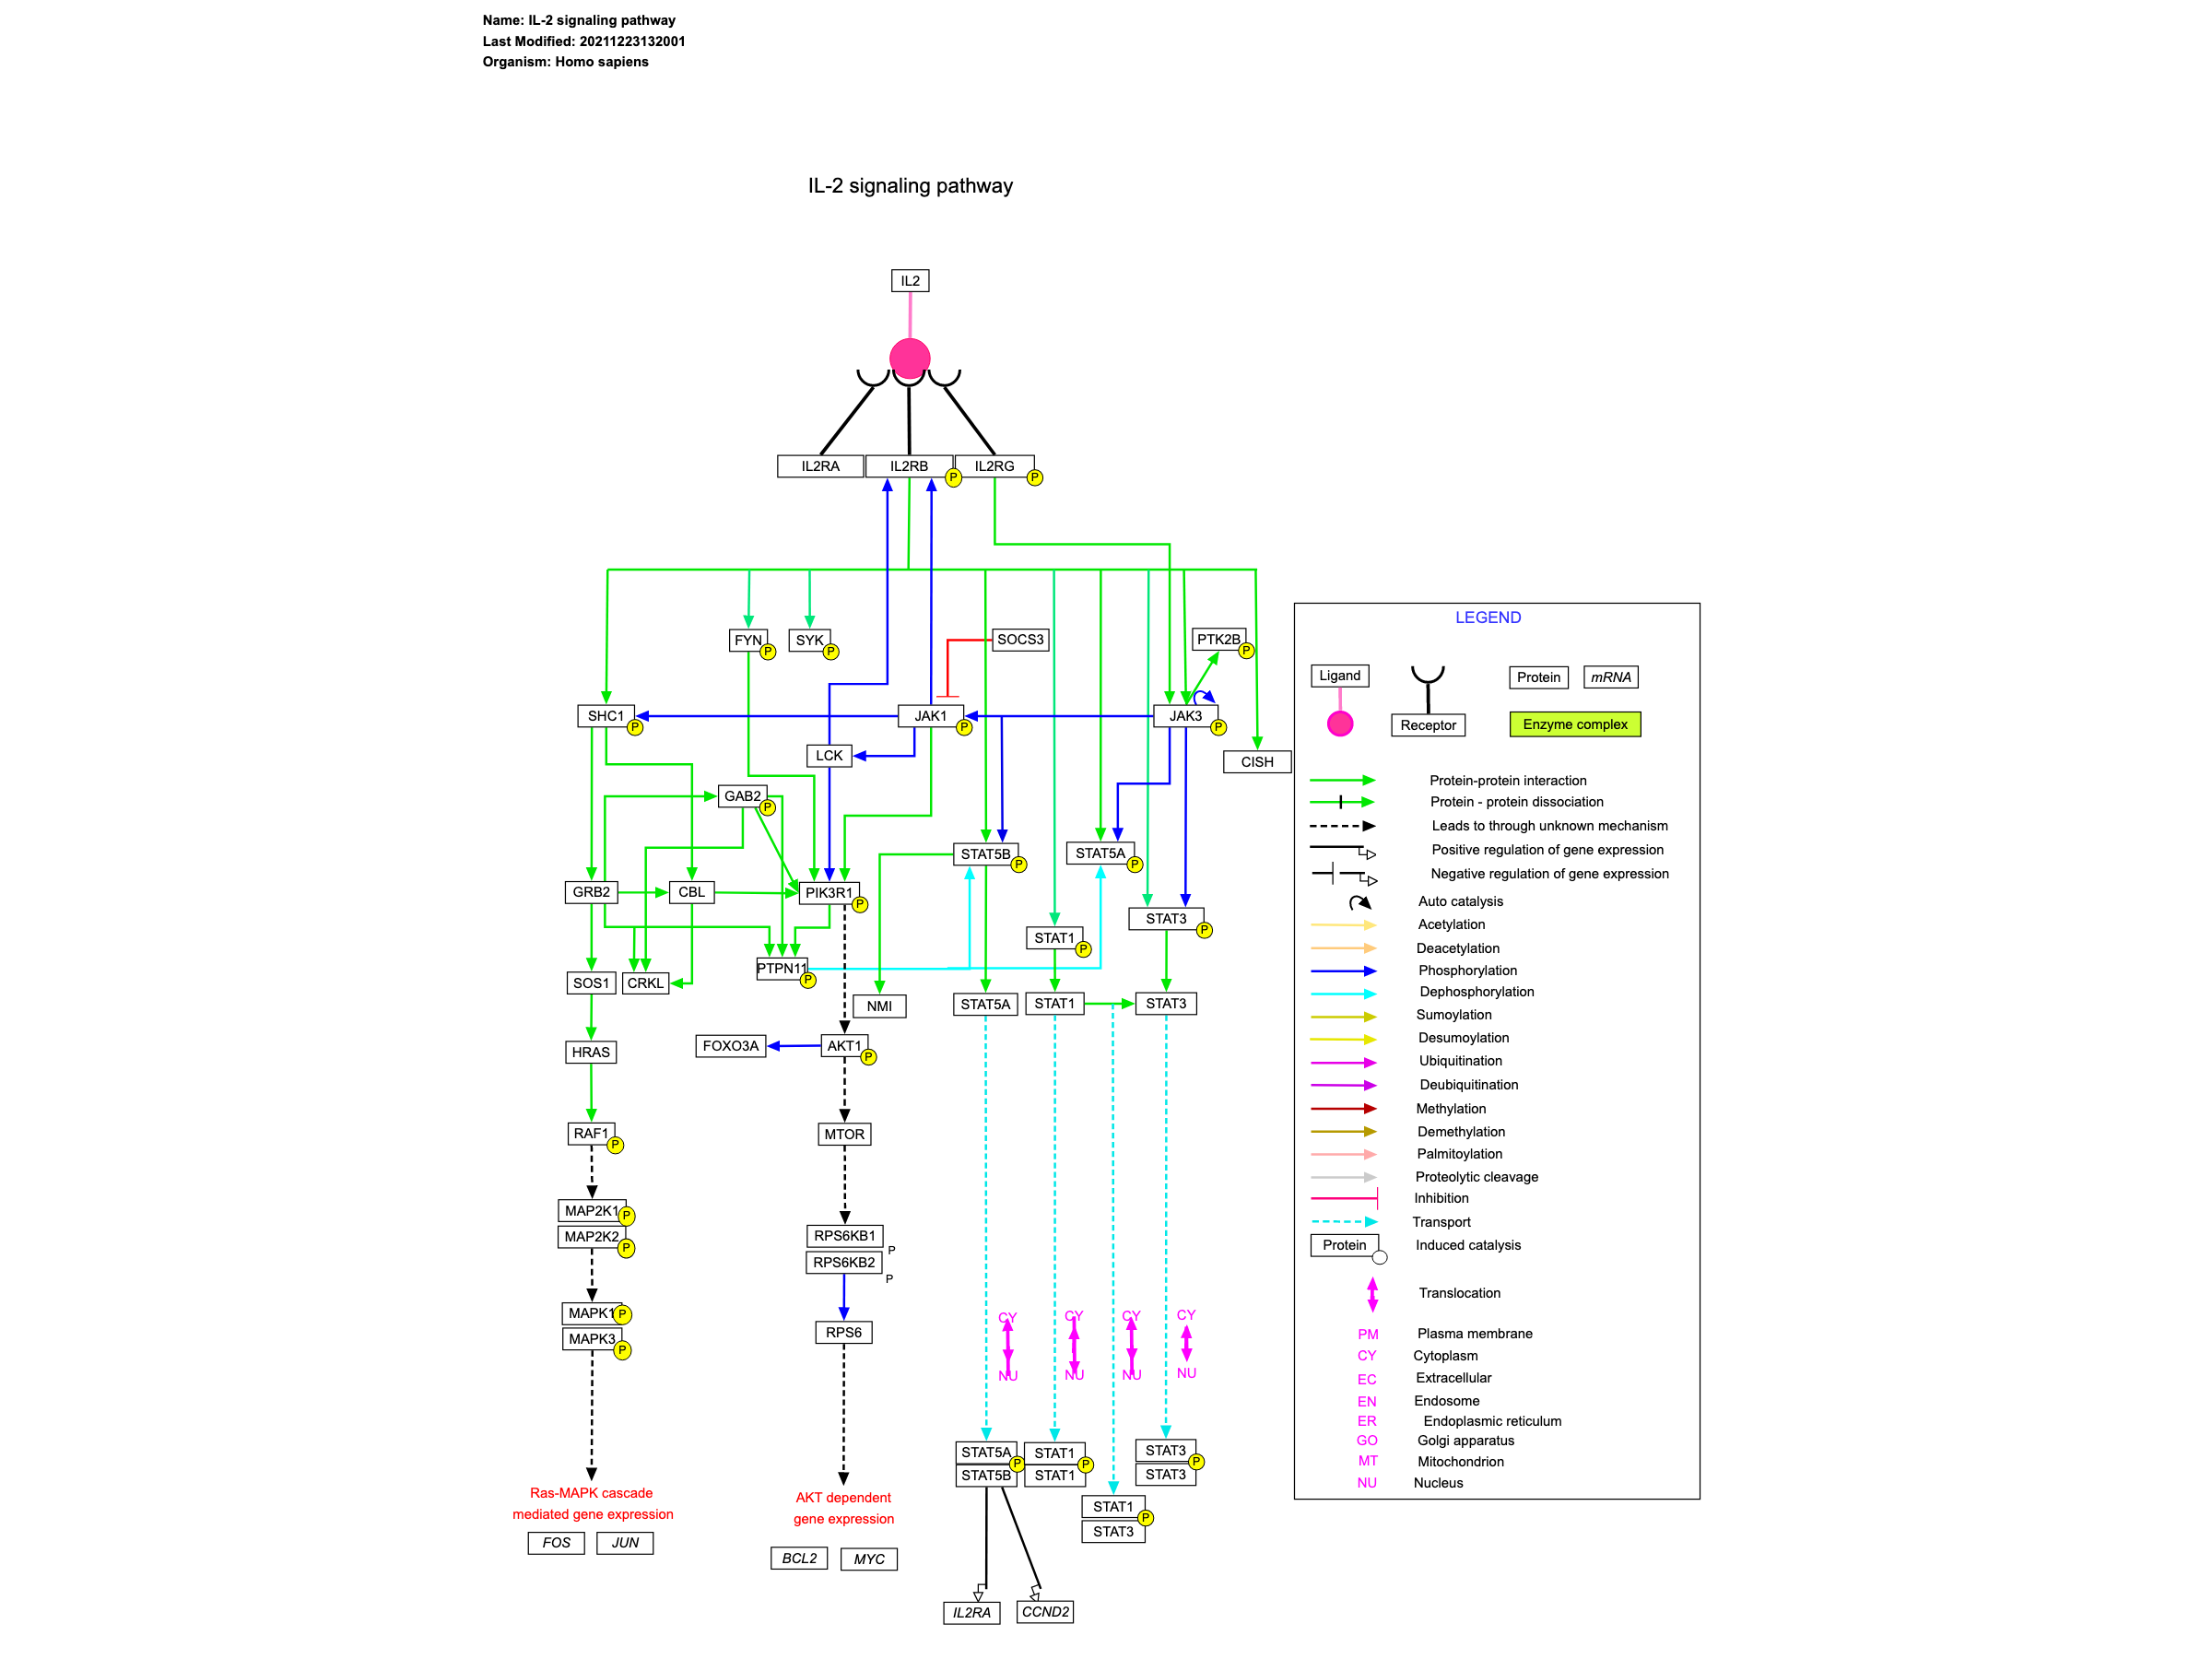 Name: IL-2 signaling pathway
Last Modified: 20211223132001
Organism: Homo sapiens
IL-2 signaling pathway
IL2
IL2RA
IL2RB
P
IL2RG
P
FYN
P
SYK
P
SOCS3
PTK2B
P
SHC1
P
JAK1
P
JAK3
P
LCK
CISH
GAB2
P
STAT5B
P
STAT5A
P
GRB2
CBL
PIK3R1
P
STAT3
P
STAT1
P
PTPN11
P
SOS1
CRKL
NMI
STAT5A
STAT1
STAT3
FOXO3A
AKT1
P
HRAS
RAF1
P
MTOR
MAP2K1
P
MAP2K2
P
RPS6KB1
P
RPS6KB2
P
MAPK1
P
MAPK3
P
RPS6
CY
CY
CY
CY
NU
NU
NU
NU
STAT5A
P
STAT5B
STAT1
P
STAT1
STAT3
P
STAT3
STAT1
P
STAT3
Ras-MAPK cascade
mediated gene expression
FOS
JUN
AKT dependent
gene expression
BCL2
MYC
IL2RA
CCND2
LEGEND
Ligand
Receptor
Protein
mRNA
Enzyme complex
Protein-protein interaction
Protein - protein dissociation
Leads to through unknown mechanism
Positive regulation of gene expression
Negative regulation of gene expression
Auto catalysis
Acetylation
Deacetylation
Phosphorylation
Dephosphorylation
Sumoylation
Desumoylation
Ubiquitination
Deubiquitination
Methylation
Demethylation
Palmitoylation
Proteolytic cleavage
Inhibition
Transport
Protein
Induced catalysis
Translocation
PM Plasma membrane
CY Cytoplasm
EC Extracellular
EN Endosome
ER Endoplasmic reticulum
GO Golgi apparatus
MT Mitochondrion
NU Nucleus